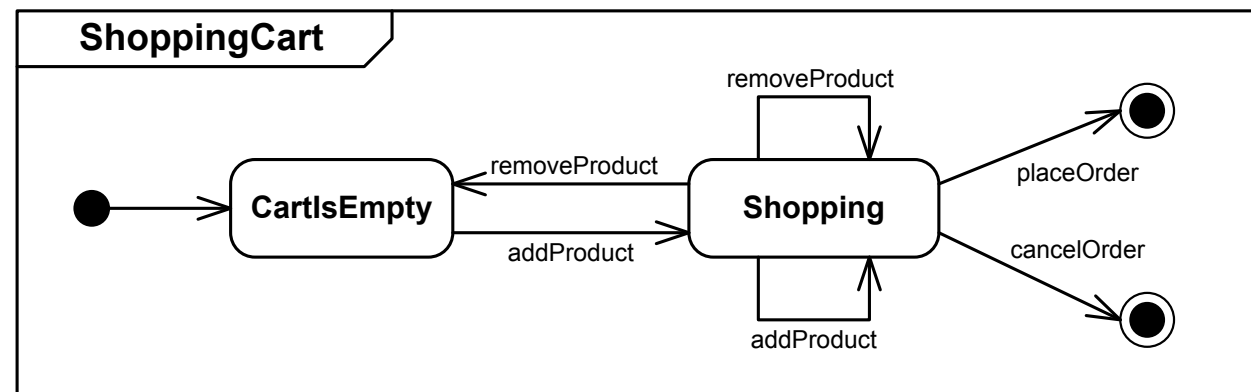 ShoppingCart
removeProduct
removeProduct
placeOrder
CartIsEmpty
Shopping
addProduct
cancelOrder
addProduct